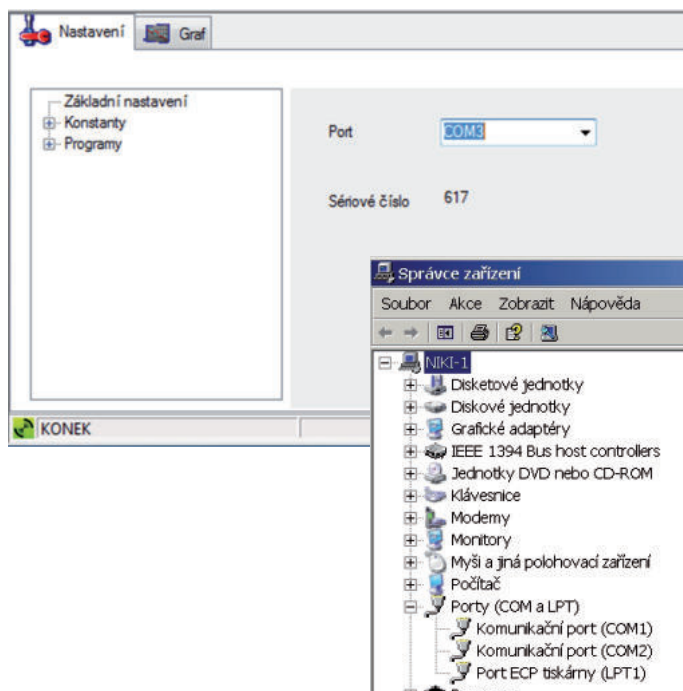 Nastavení Graf
Základní nastavení
Konstanty
Programy
Port COM3
Sériové číslo 617
KONEK
Správce zařízení
Soubor Akce Zobrazit Nápověda
NIKI-1
Disketové jednotky
Diskové jednotky
Grafické adaptéry
IEEE 1394 Bus host controllers
Jednotky DVD nebo CD-ROM
Klávesnice
Modemy
Monitory
Myši a jiná polohovací zařízení
Počítač
Porty (COM a LPT)
Komunikační port (COM1)
Komunikační port (COM2)
Port ECP tiskárny (LPT1)